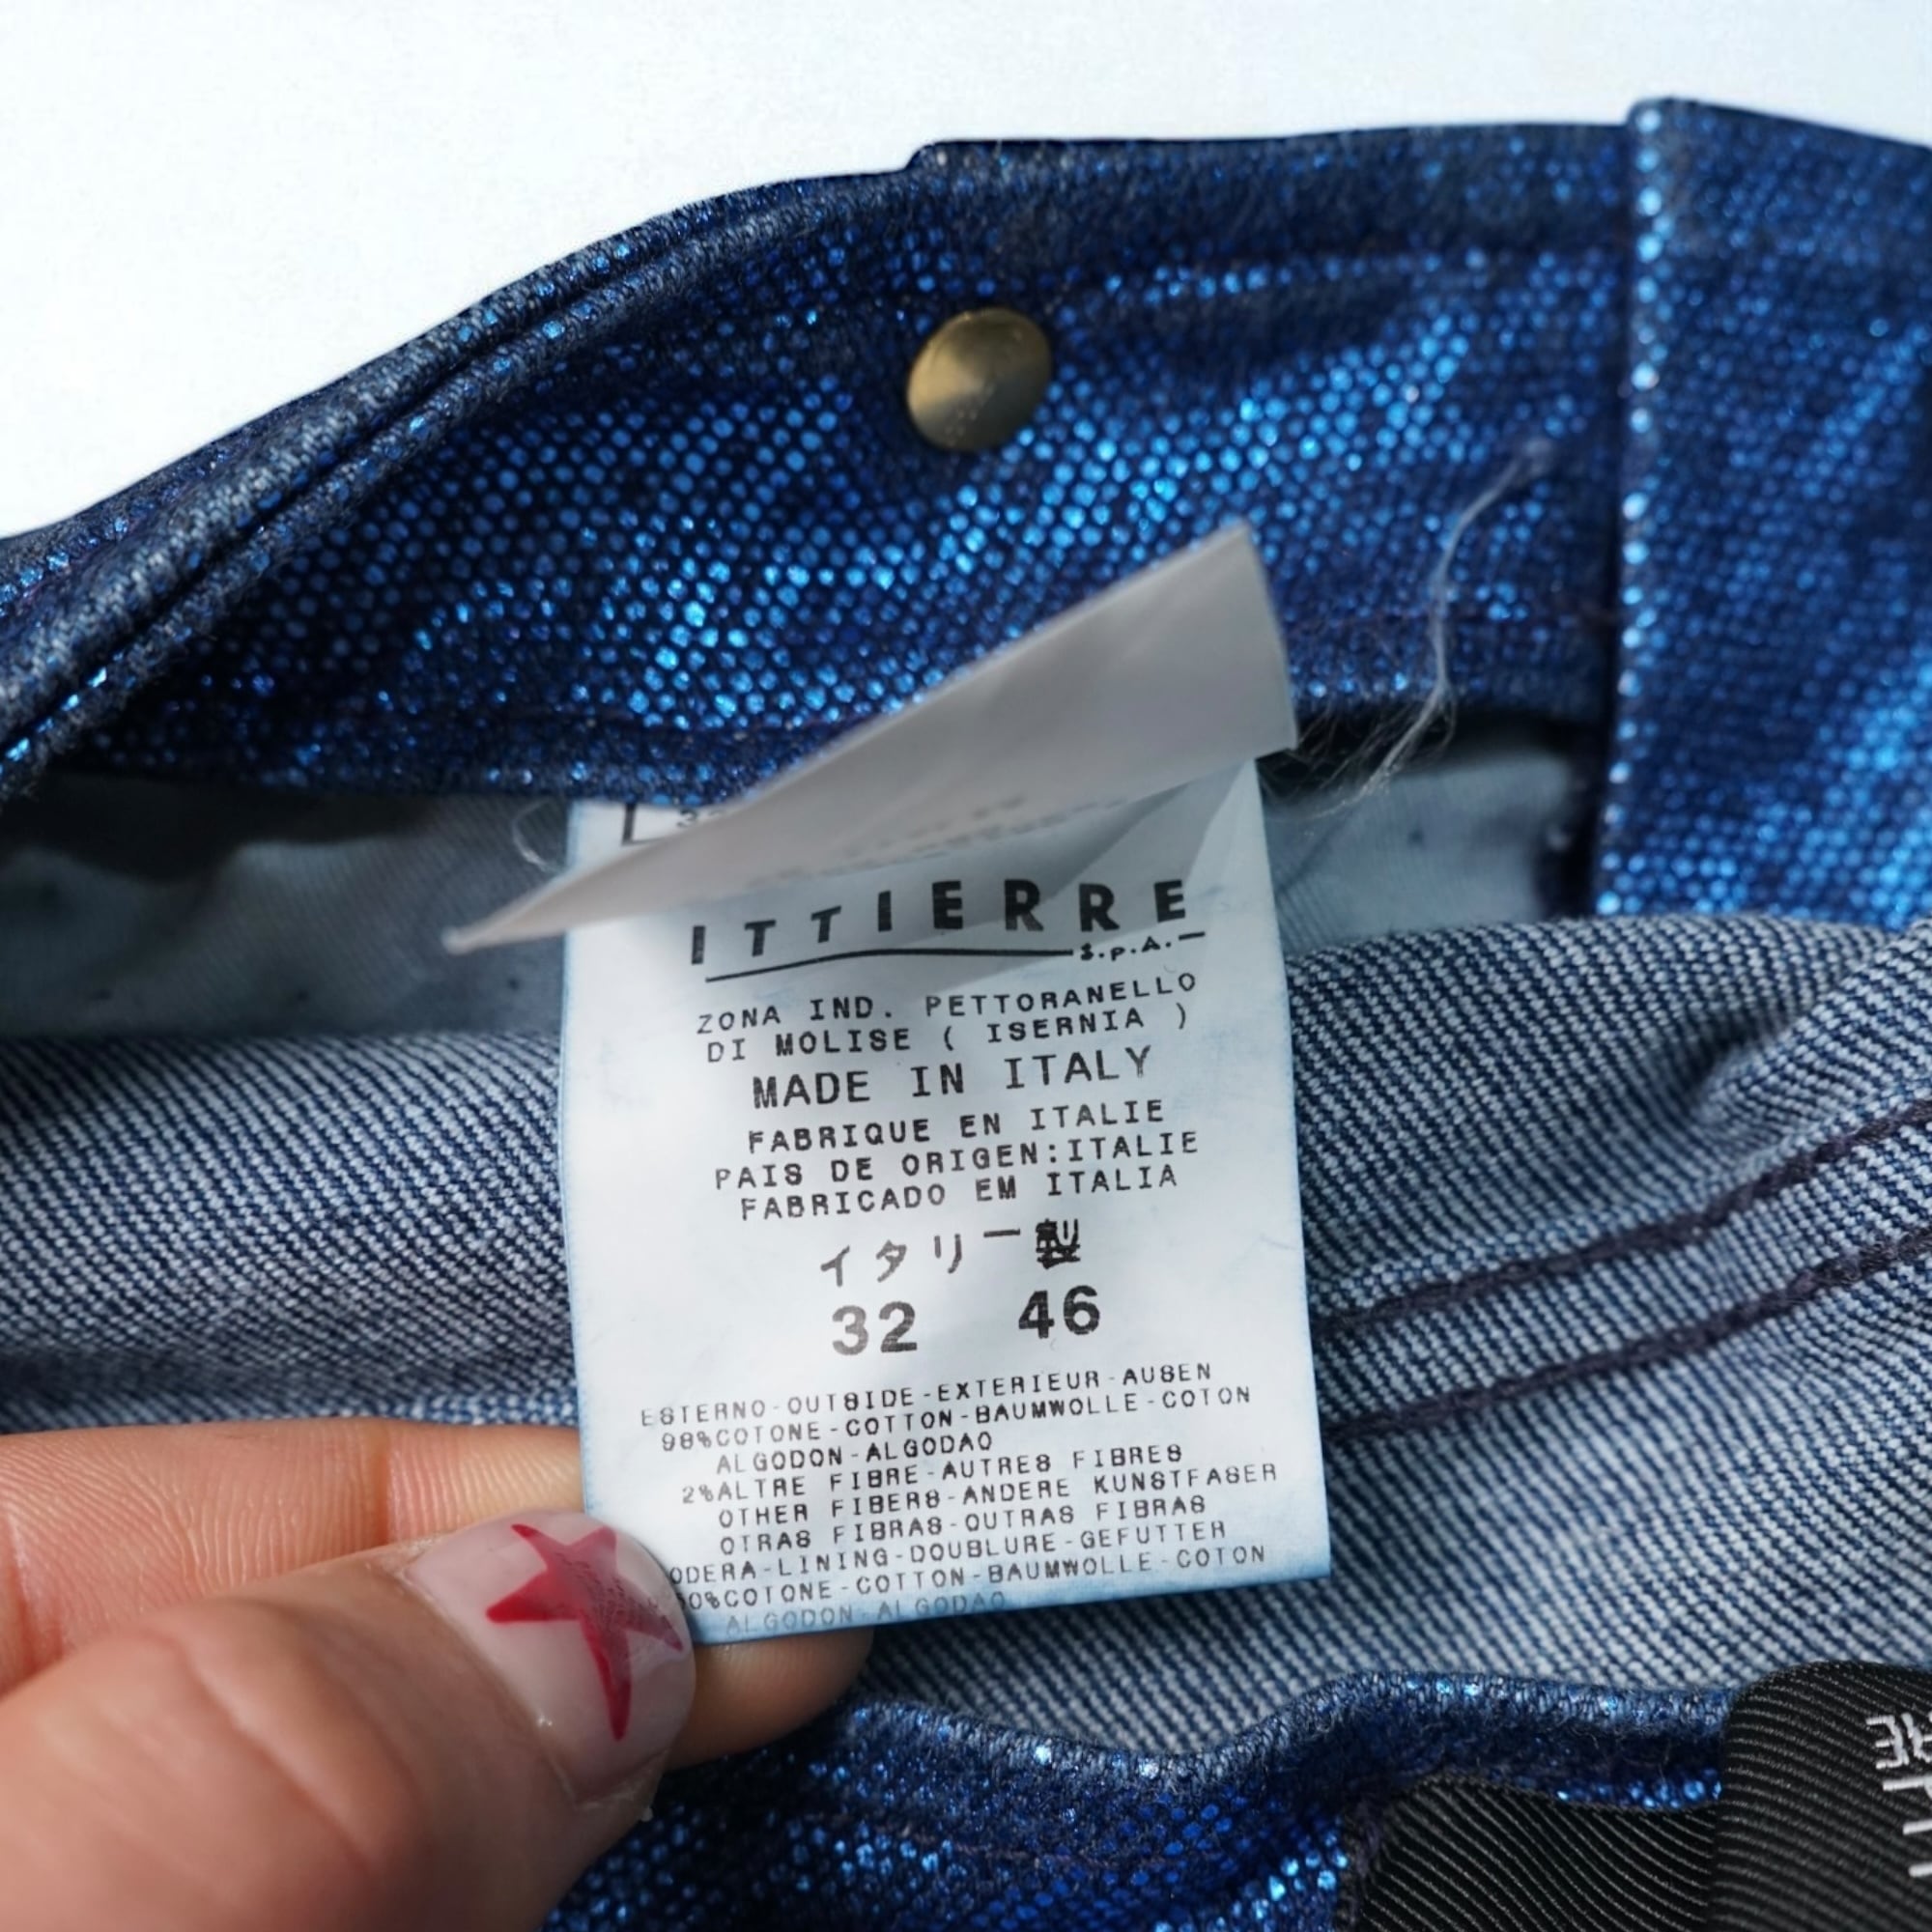 ITTIERRE
S.p.A.
ZONA IND. PETTORANELLO
DI MOLISE ( ISERNIA )
MADE IN ITALY
FABRIQUE EN ITALIE
PAIS DE ORIGEN:ITALIE
FABRICADO EM ITALIA
イタリー製
32 46
ESTERNO-OUTSIDE-EXTERIEUR-AUSEN
98%COTONE-COTTON-BAUMWOLLE-COTON
ALGODON-ALGODAO
2%ALTRE FIBRE-AUTRES FIBRES
OTHER FIBERS-ANDERE KUNSTFASER
OTRAS FIBRAS-OUTRAS FIBRAS
ODERA-LINING-DOUBLURE-GEFUTTER
0%COTONE-COTTON-BAUMWOLLE-COTON
ALGODON-ALGODAO